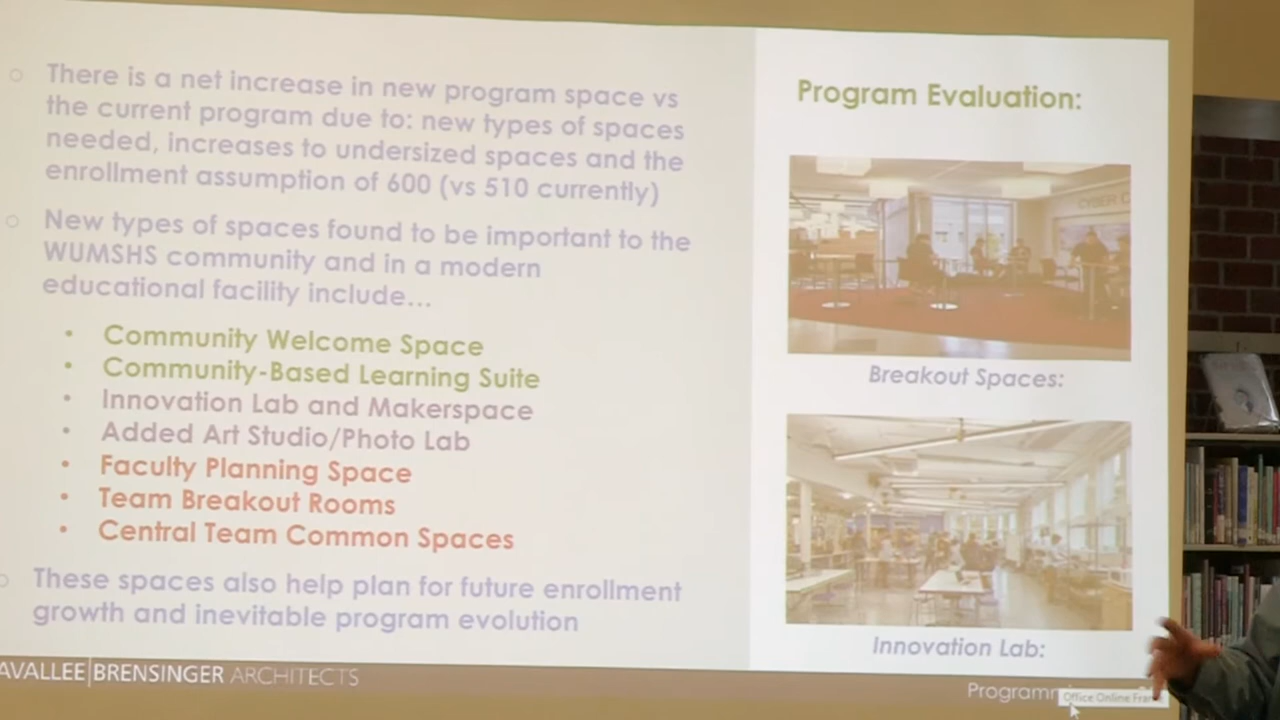 There is a net increase in new program space vs
the current program due to: new types of spaces
needed, increases to undersized spaces and the
enrollment assumption of 600 (vs 510 currently)
New types of spaces found to be important to the
WUMSHS community and in a modern
educational facility include...
• Community Welcome Space
• Community-Based Learning Suite
• Innovation Lab and Makerspace
• Added Art Studio/Photo Lab
• Faculty Planning Space
• Team Breakout Rooms
• Central Team Common Spaces
These spaces also help plan for future enrollment
growth and inevitable program evolution
AVALLEE|BRENSINGER ARCHITECTS
Program Evaluation:
CYBER C
Breakout Spaces:
Innovation Lab:
Programm
Office Online Fra